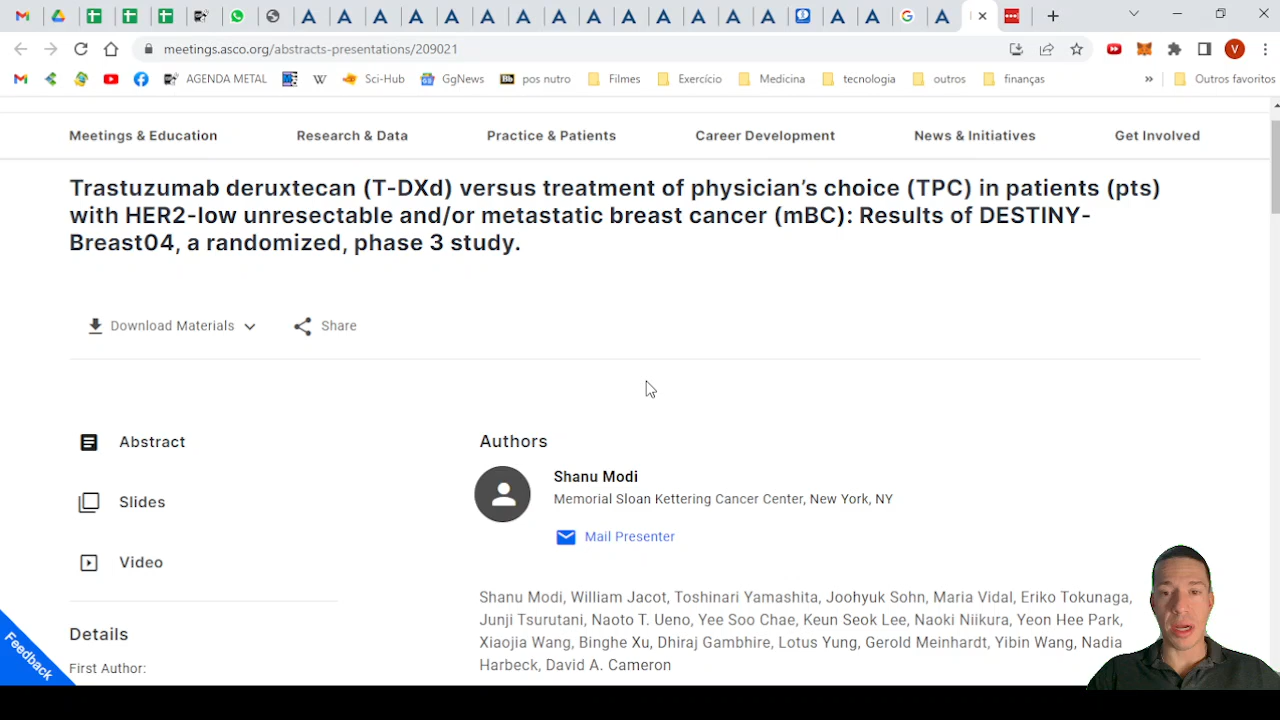 meetings.asco.org/abstracts-presentations/209021
AGENDA METAL
Sci-Hub
GgNews
Bb pos nutro
Filmes
Exercício
Medicina
tecnologia
outros
finanças
»
Outros favoritos
V
W
Meetings & Education
Research & Data
Practice & Patients
Career Development
News & Initiatives
Get Involved
Trastuzumab deruxtecan (T-DXd) versus treatment of physician’s choice (TPC) in patients (pts)
with HER2-low unresectable and/or metastatic breast cancer (mBC): Results of DESTINY-
Breast04, a randomized, phase 3 study.
Download Materials
Share
Abstract
Slides
Video
Details
First Author:
Authors
Shanu Modi
Memorial Sloan Kettering Cancer Center, New York, NY
Mail Presenter
Shanu Modi, William Jacot, Toshinari Yamashita, Joohyuk Sohn, Maria Vidal, Eriko Tokunaga,
Junji Tsurutani, Naoto T. Ueno, Yee Soo Chae, Keun Seok Lee, Naoki Niikura, Yeon Hee Park,
Xiaojia Wang, Binghe Xu, Dhiraj Gambhire, Lotus Yung, Gerold Meinhardt, Yibin Wang, Nadia
Harbeck, David A. Cameron
Feedback